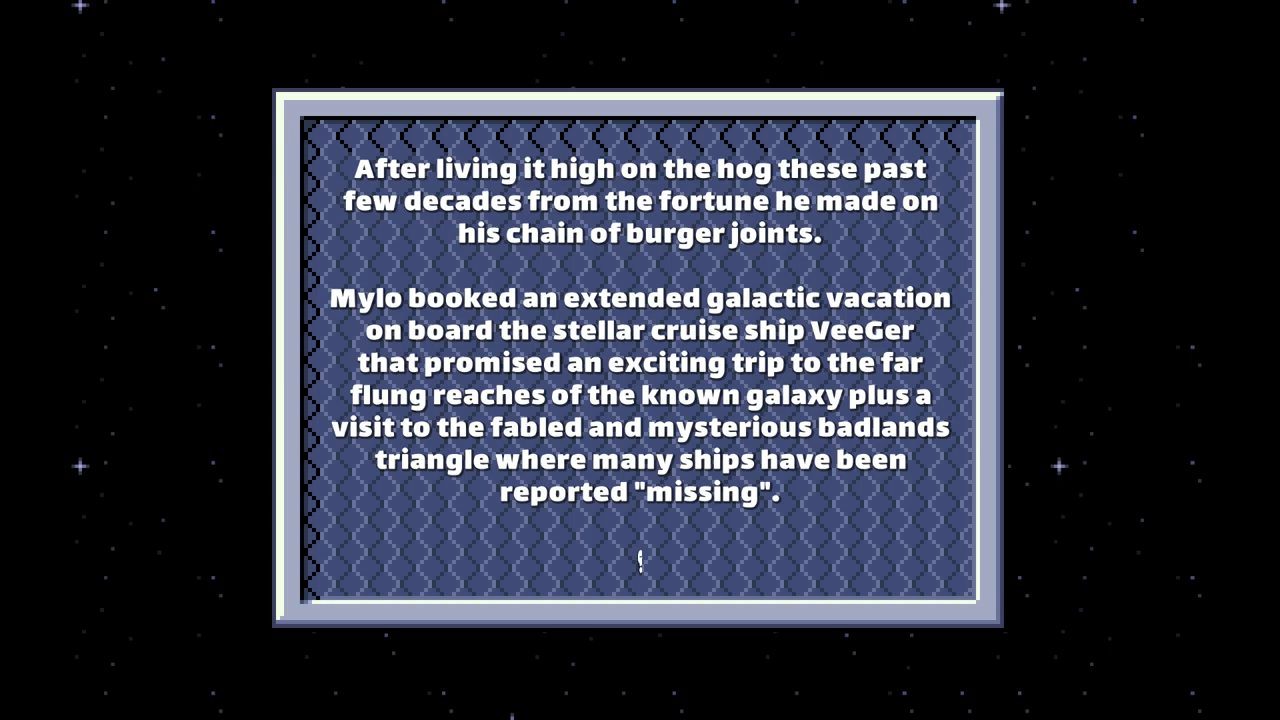 After living it high on the hog these past
few decades from the fortune he made on
his chain of burger joints.
Mylo booked an extended galactic vacation
on board the stellar cruise ship VeeGer
that promised an exciting trip to the far
flung reaches of the known galaxy plus a
visit to the fabled and mysterious badlands
triangle where many ships have been
reported "missing".